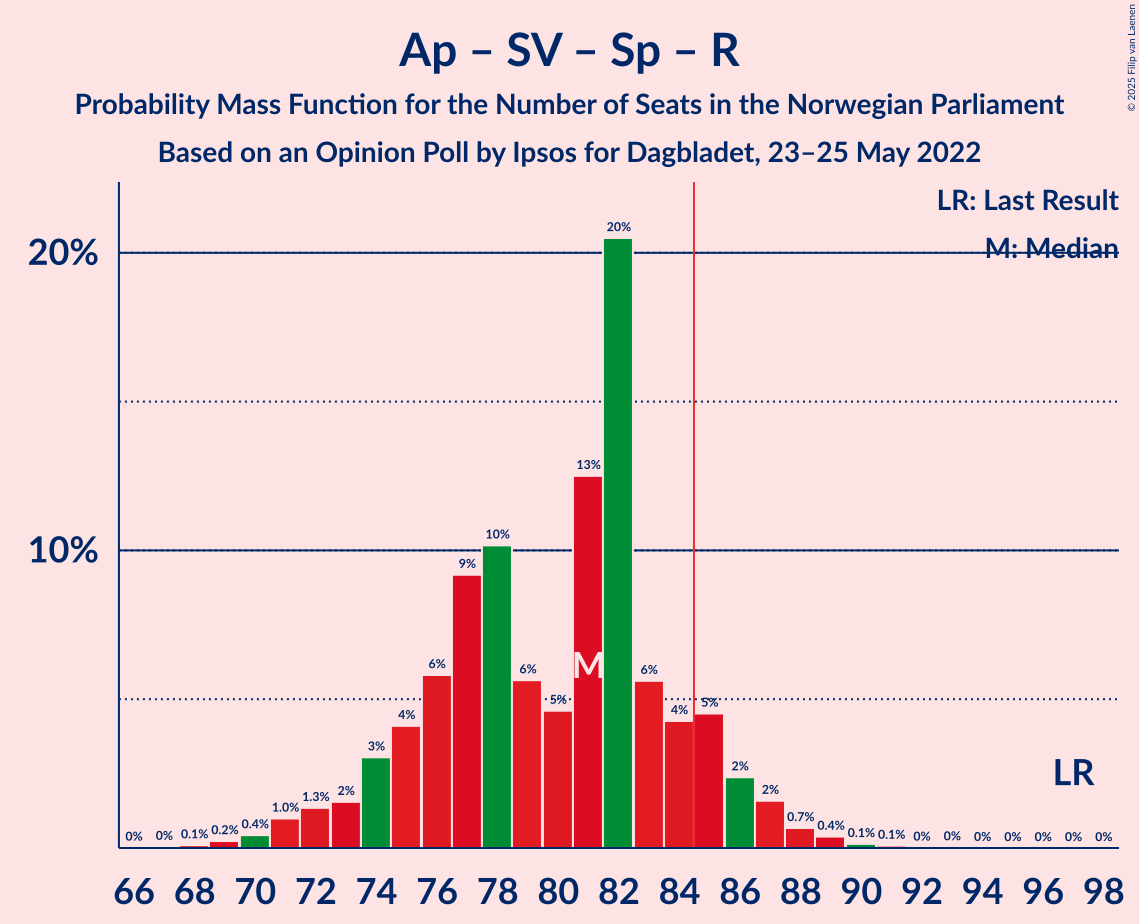 Ap – SV – Sp – R
Probability Mass Function for the Number of Seats in the Norwegian Parliament
Based on an Opinion Poll by Ipsos for Dagbladet, 23–25 May 2022
© 2025 Filip van Laenen
LR: Last Result
M: Median
20%
10%
0% 0% 0.1% 0.2% 0.4% 1.0% 1.3% 2% 3% 4% 6% 9% 10% 6% 5% 13% 20% 6% 4% 5% 2% 2% 0.7% 0.4% 0.1% 0.1% 0% 0% 0% 0% 0% 0% 0%
M
LR
66 68 70 72 74 76 78 80 82 84 86 88 90 92 94 96 98